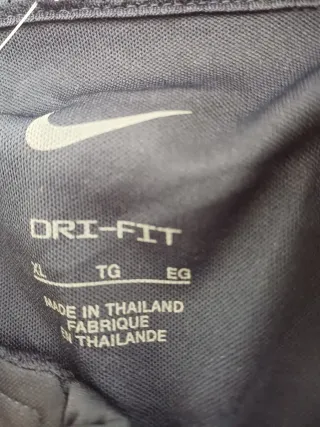 DRI-FIT
XL TG EG
MADE IN THAILAND
FABRIQUE
EN THAILANDE